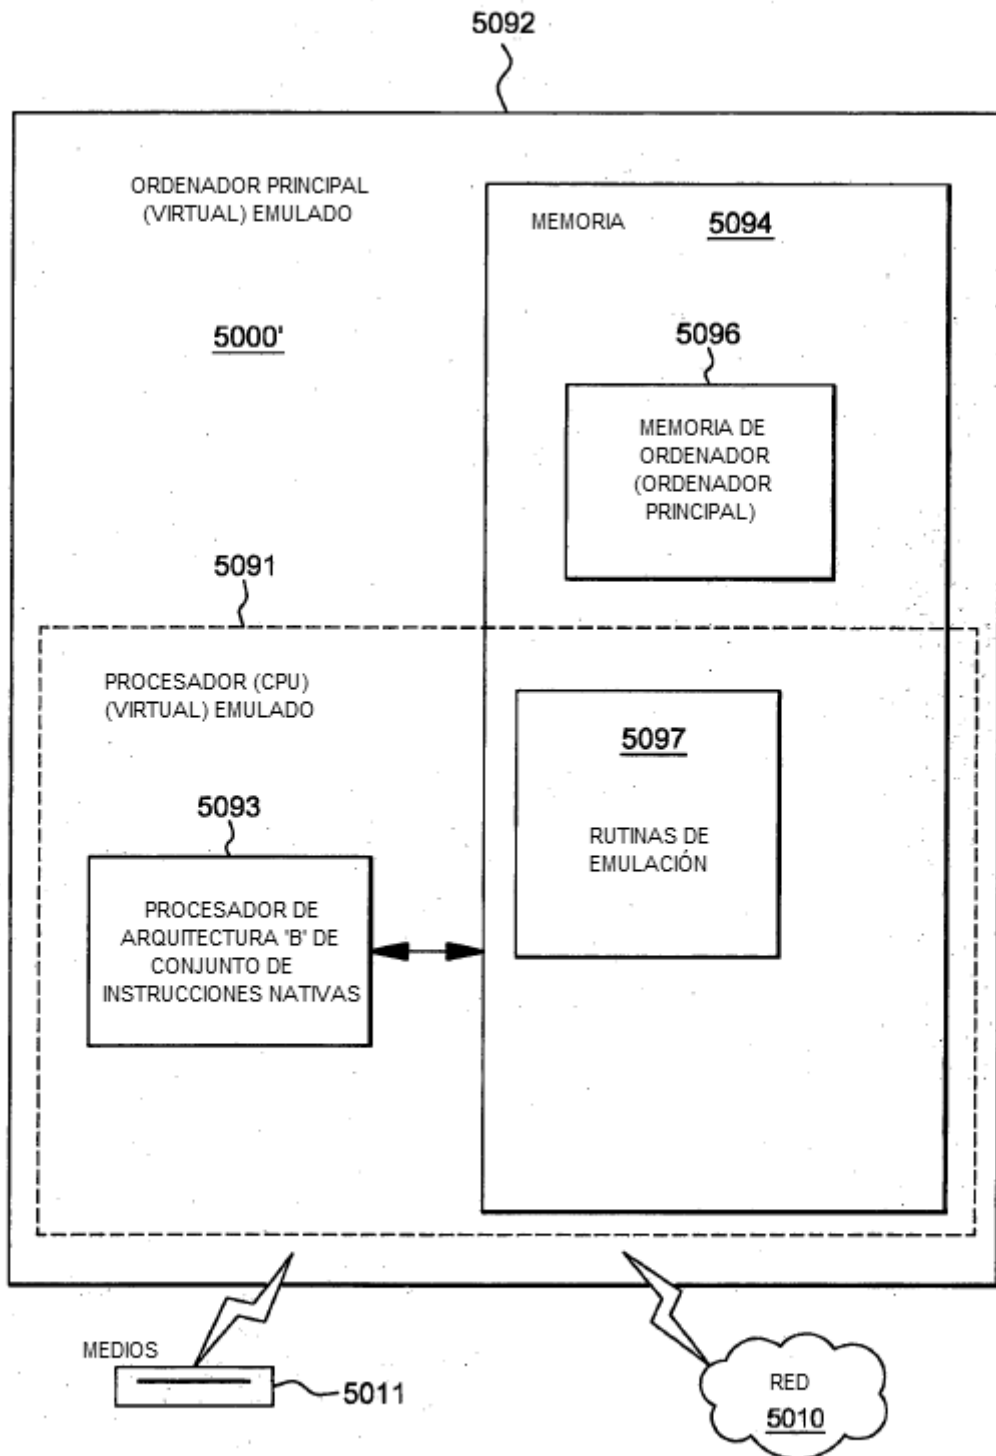 5092
ORDENADOR PRINCIPAL
(VIRTUAL) EMULADO
5000'
MEMORIA
5094
5096
MEMORIA DE
ORDENADOR
(ORDENADOR
PRINCIPAL)
5091
PROCESADOR (CPU)
(VIRTUAL) EMULADO
5097
RUTINAS DE
EMULACIÓN
5093
PROCESADOR DE
ARQUITECTURA 'B' DE
CONJUNTO DE
INSTRUCCIONES NATIVAS
MEDIOS
5011
RED
5010